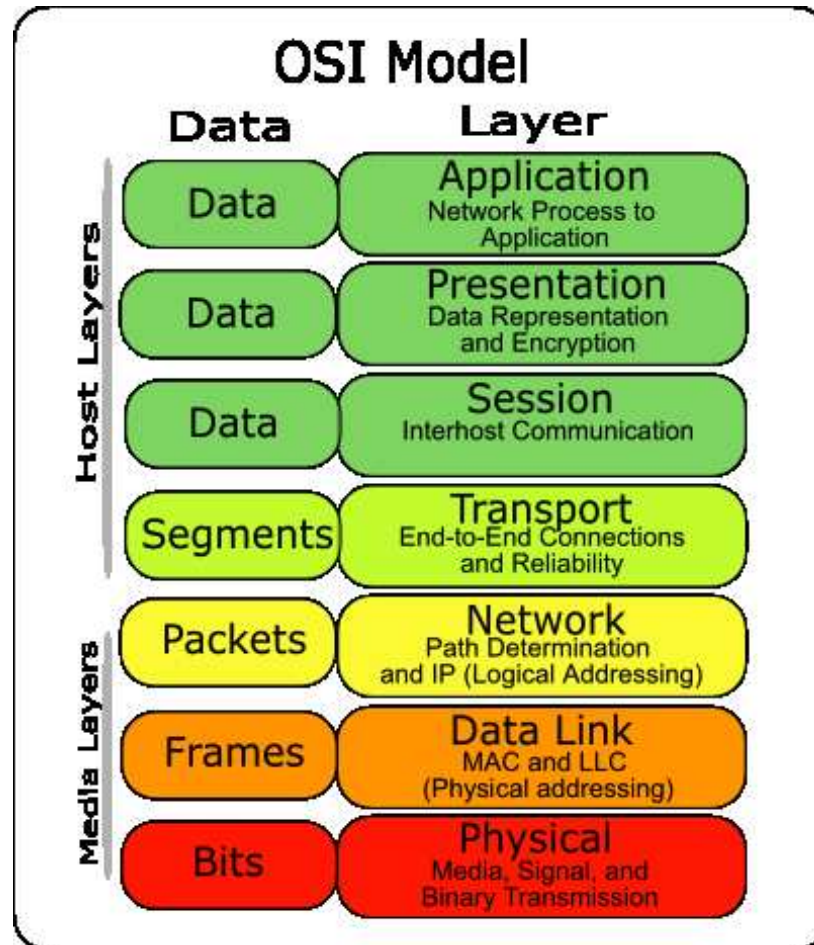 OSI Model
Data Layer
Host Layers
Data
Application
Network Process to
Application
Data
Presentation
Data Representation
and Encryption
Data
Session
Interhost Communication
Segments
Transport
End-to-End Connections
and Reliability
Media Layers
Packets
Network
Path Determination
and IP (Logical Addressing)
Frames
Data Link
MAC and LLC
(Physical addressing)
Bits
Physical
Media, Signal, and
Binary Transmission